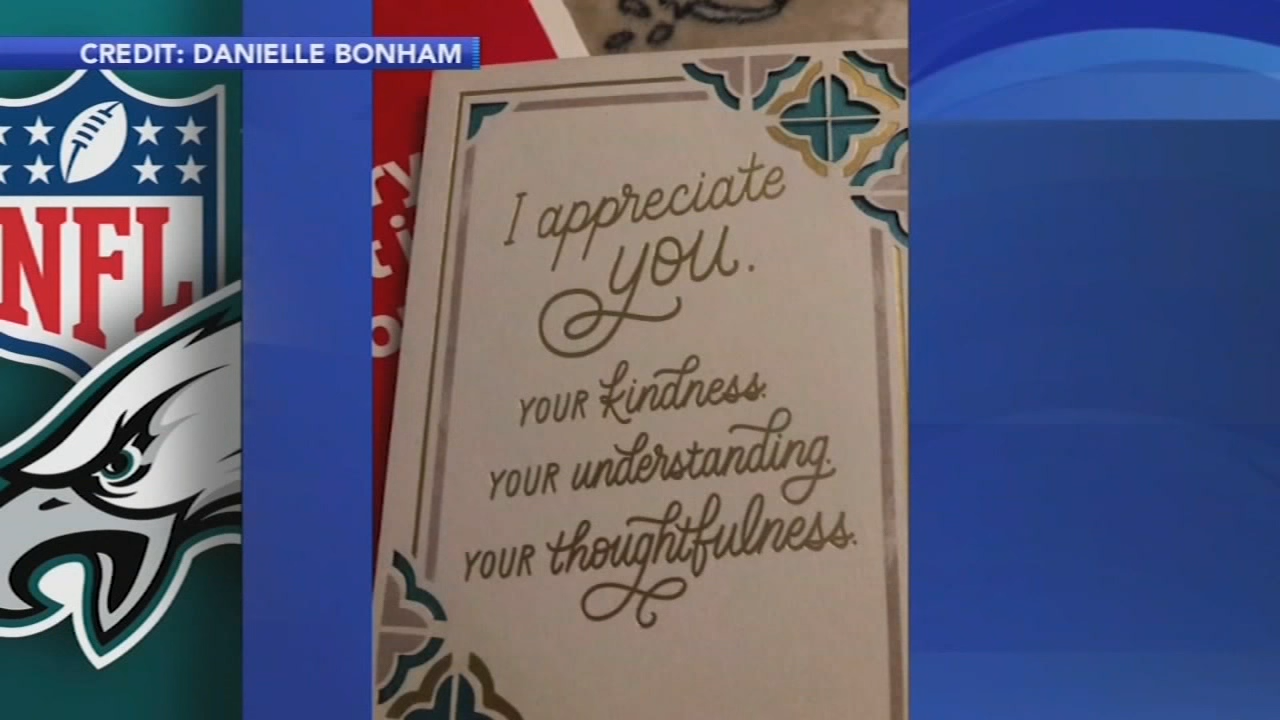 CREDIT: DANIELLE BONHAM
NFL
I appreciate
you.
YOUR kindness.
YOUR understanding.
YOUR thoughtfulness.